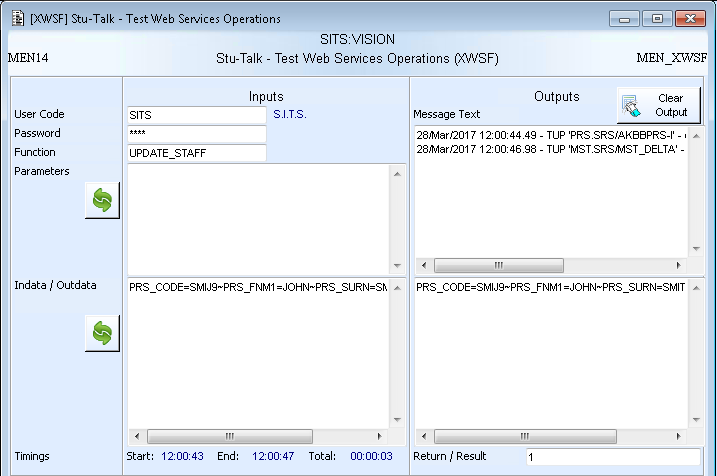 [XWSF] Stu-Talk - Test Web Services Operations
SITS:VISION
MEN14
Stu-Talk - Test Web Services Operations (XWSF)
MEN_XWSF
Inputs
Outputs
User Code
SITS
S.I.T.S.
Message Text
Clear
Output
Password
****
Function
UPDATE_STAFF
Parameters
28/Mar/2017 12:00:44.49 - TUP 'PRS.SRS/AKBBPRS-I' -
28/Mar/2017 12:00:46.98 - TUP 'MST.SRS/MST_DELTA' -
Indata / Outdata
PRS_CODE=SMIJ9~PRS_FNM1=JOHN~PRS_SURN=SM
PRS_CODE=SMIJ9~PRS_FNM1=JOHN~PRS_SURN=SMIT
Timings
Start: 12:00:43 End: 12:00:47 Total: 00:00:03
Return / Result
1